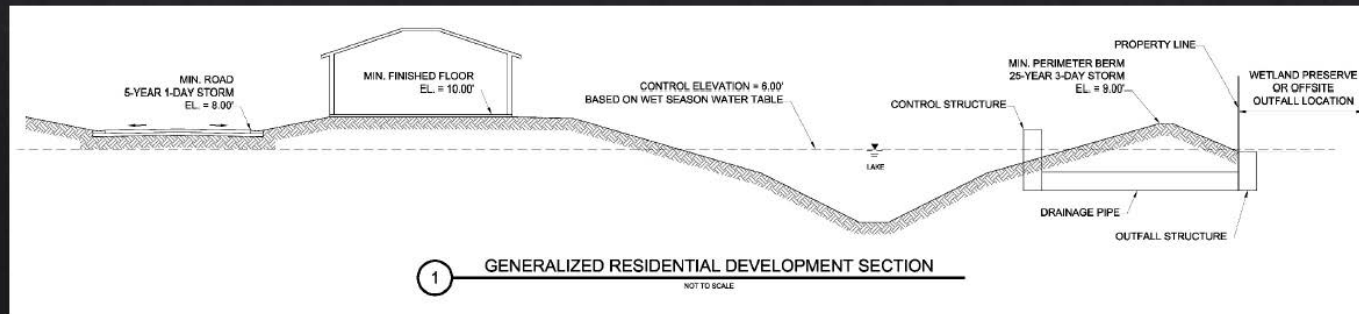 MIN. ROAD
5-YEAR 1-DAY STORM
EL. = 8.00'
MIN. FINISHED FLOOR
EL. = 10.00'
CONTROL ELEVATION = 6.00'
BASED ON WET SEASON WATER TABLE
LAKE
CONTROL STRUCTURE
MIN. PERIMETER BERM
25-YEAR 3-DAY STORM
EL. = 9.00'
PROPERTY LINE
WETLAND PRESERVE
OR OFFSITE
OUTFALL LOCATION
DRAINAGE PIPE
OUTFALL STRUCTURE
1
GENERALIZED RESIDENTIAL DEVELOPMENT SECTION
NOT TO SCALE